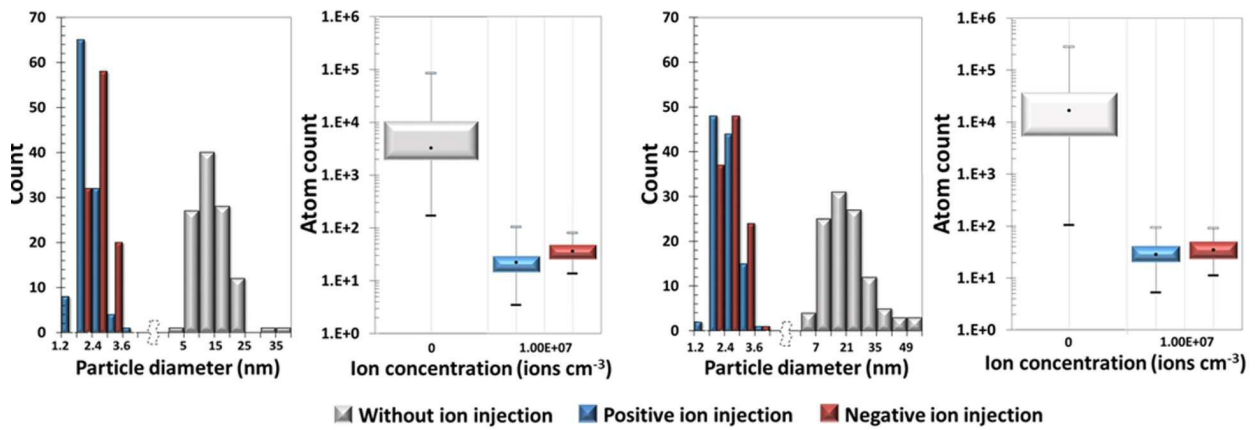 70
60
50
40
30
20
10
0
Count
1.2 2.4 3.6 5 15 25 35
Particle diameter (nm)
1.E+6
1.E+5
1.E+4
1.E+3
1.E+2
1.E+1
1.E+0
Atom count
0 1.00E+07
Ion concentration (ions cm-3)
70
60
50
40
30
20
10
0
Count
1.2 2.4 3.6 7 21 35 49
Particle diameter (nm)
1.E+6
1.E+5
1.E+4
1.E+3
1.E+2
1.E+1
1.E+0
Atom count
0 1.00E+07
Ion concentration (ions cm-3)
Without ion injection Positive ion injection Negative ion injection